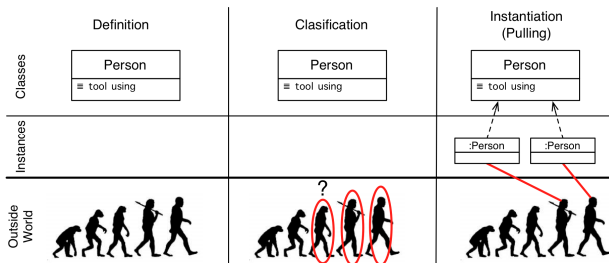 Definition
Clasification
Instantiation
(Pulling)
Classes
Person
≡ tool using
Person
≡ tool using
Person
≡ tool using
Instances
:Person
:Person
Outside
World
?